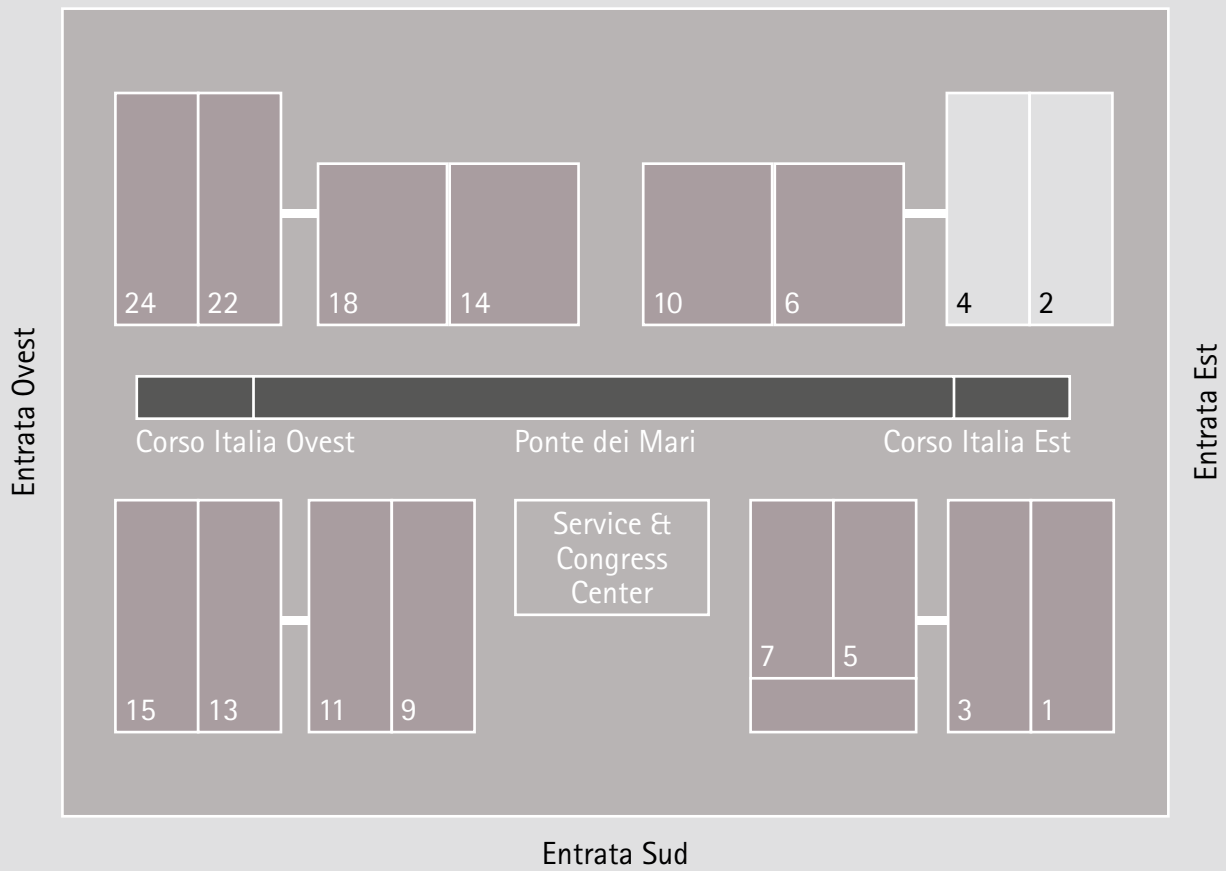 24 22 18 14 10 6 4 2
Entrata Ovest
Entrata Est
Corso Italia Ovest Ponte dei Mari Corso Italia Est
Service &
Congress
Center
7 5
15 13 11 9 3 1
Entrata Sud